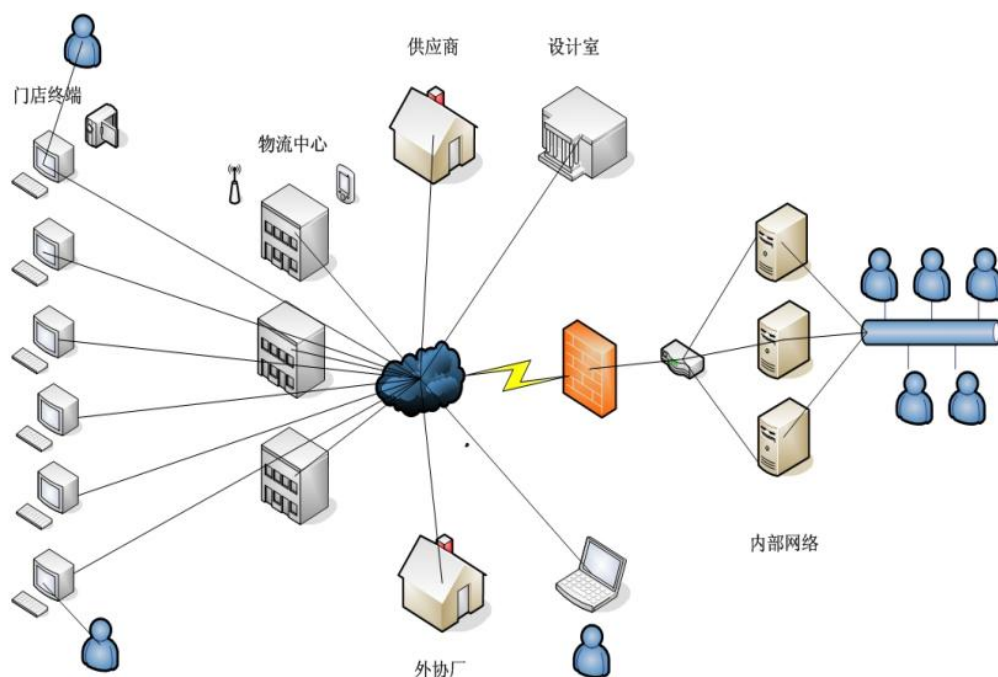 供应商
设计室
门店终端
物流中心
内部网络
外协厂